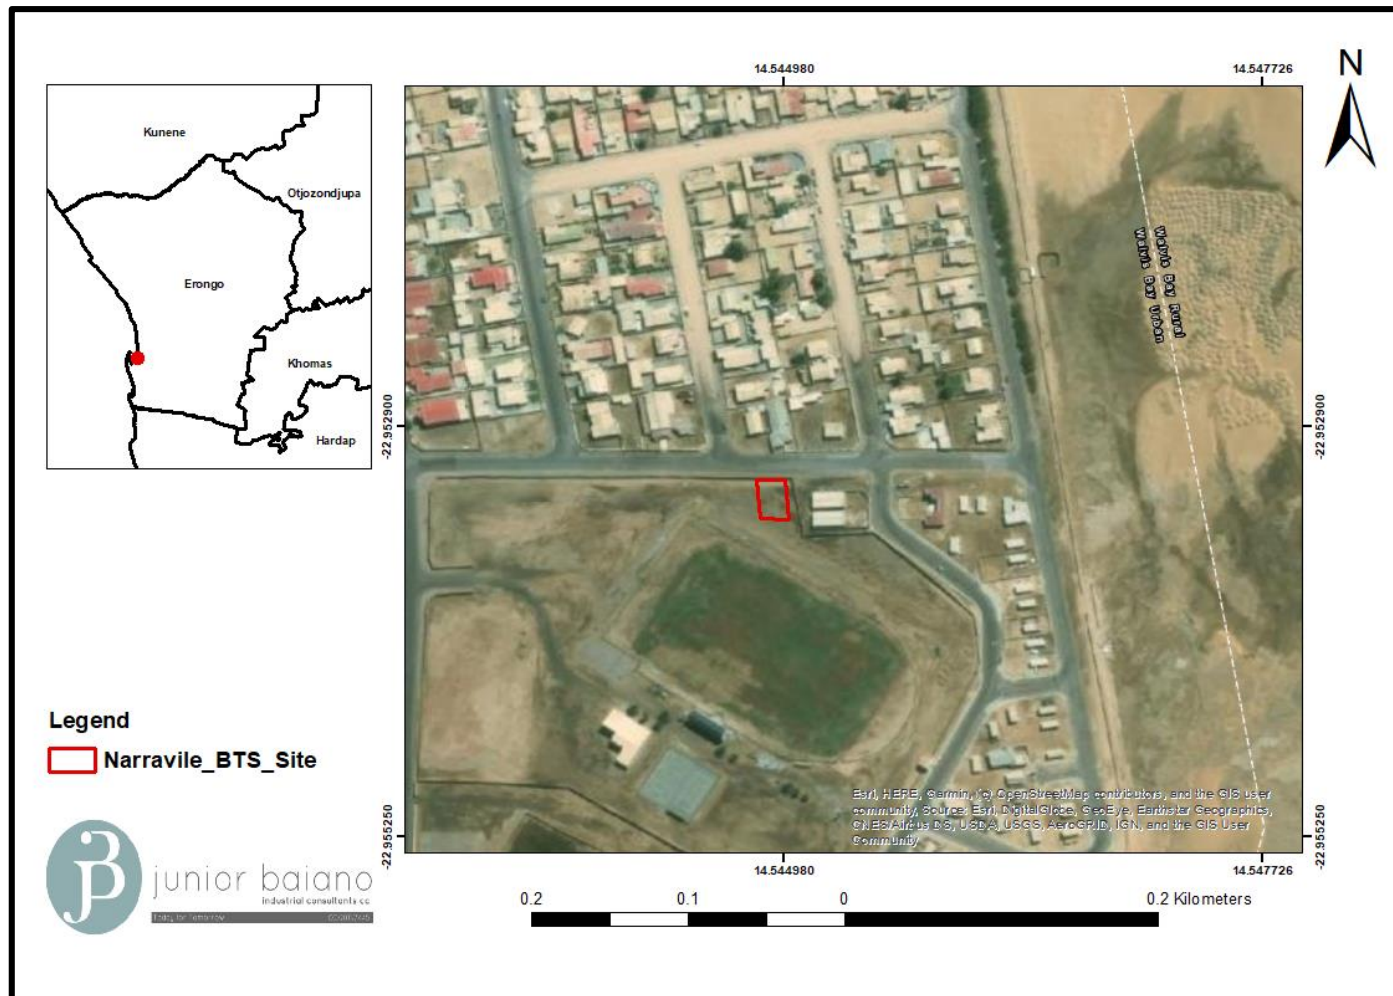 14.544980
14.547726
N
Kunene
Otjozondjupa
Erongo
Khomas
Hardap
-22.952900
-22.952900
Walvis Bay Rural
Walvis Bay Urban
Legend
Narravile_BTS_Site
Esri, HERE, Garmin, (c) OpenStreetMap contributors, and the GIS user
community, Source: Esri, DigitalGlobe, GeoEye, Earthstar Geographics,
CNES/Airbus DS, USDA, USGS, AeroGRID, IGN, and the GIS User
Community
-22.955250
-22.955250
14.544980
14.547726
junior baiano
industrial consultants cc
Today for Tomorrow
0.2
0.1
0
0.2 Kilometers